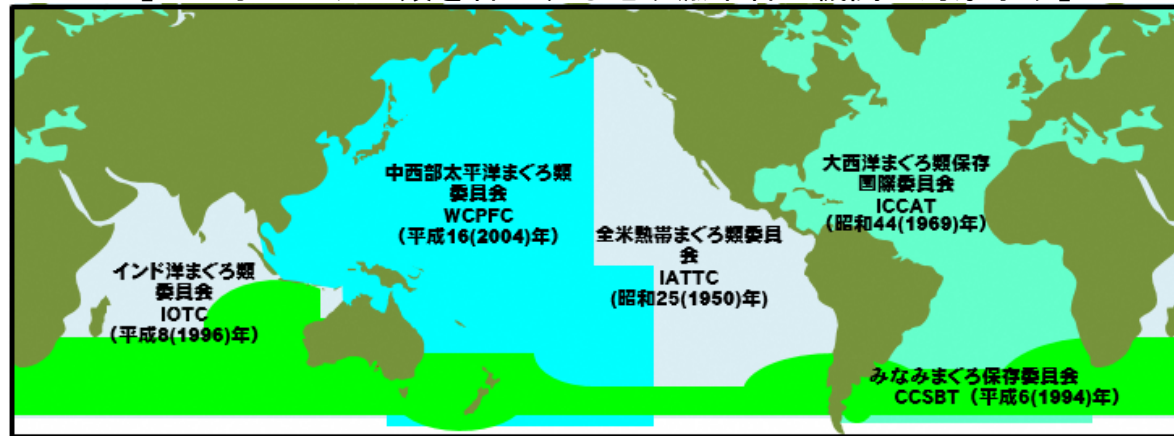 中西部太平洋まぐろ類
委員会
WCPFC
（平成16(2004)年）
大西洋まぐろ類保存
国際委員会
ICCAT
（昭和44(1969)年）
全米熱帯まぐろ類委員
会
IATTC
(昭和25(1950)年)
インド洋まぐろ類
委員会
IOTC
（平成8(1996)年）
みなみまぐろ保存委員会
CCSBT（平成6(1994)年）